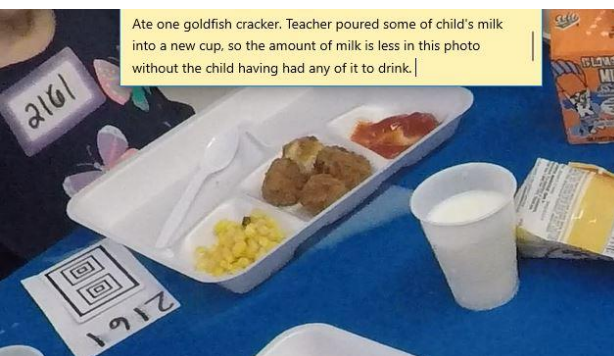 Ate one goldfish cracker. Teacher poured some of child's milk
into a new cup, so the amount of milk is less in this photo
without the child having had any of it to drink.
2161
2161